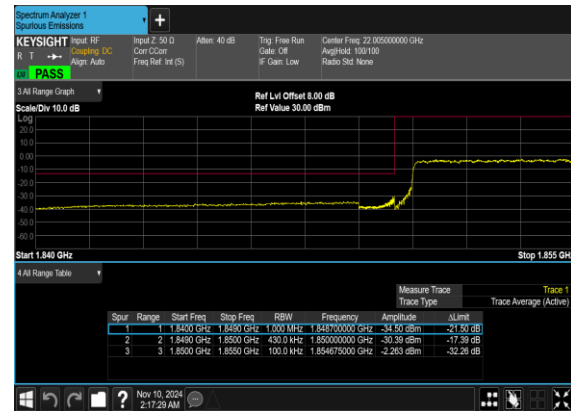 Spectrum Analyzer 1
Spurious Emissions
KEYSIGHT Input: RF Input Z: 50 Ω Atten: 40 dB Trig: Free Run Center Freq: 22.005000000 GHz
R T Coupling: DC Corr CCorr Gate: Off Avg|Hold: 100/100
Align: Auto Freq Ref: Int (S) IF Gain: Low Radio Std: None
LV PASS
3 All Range Graph
Ref Lvl Offset 8.00 dB
Scale/Div 10.0 dB Ref Value 30.00 dBm
Log
20.0
10.0
0.00
-10.0
-20.0
-30.0
-40.0
-50.0
-60.0
Start 1.840 GHz Stop 1.855 GHz
4 All Range Table
Measure Trace Trace 1
Trace Type Trace Average (Active)
Spur Range Start Freq Stop Freq RBW Frequency Amplitude ΔLimit
1 1 1.8400 GHz 1.8490 GHz 1.000 MHz 1.848700000 GHz -34.50 dBm -21.50 dB
2 2 1.8490 GHz 1.8500 GHz 430.0 kHz 1.850000000 GHz -30.39 dBm -17.39 dB
3 3 1.8500 GHz 1.8550 GHz 100.0 kHz 1.854675000 GHz -2.263 dBm -32.26 dB
Nov 10, 2024
2:17:29 AM